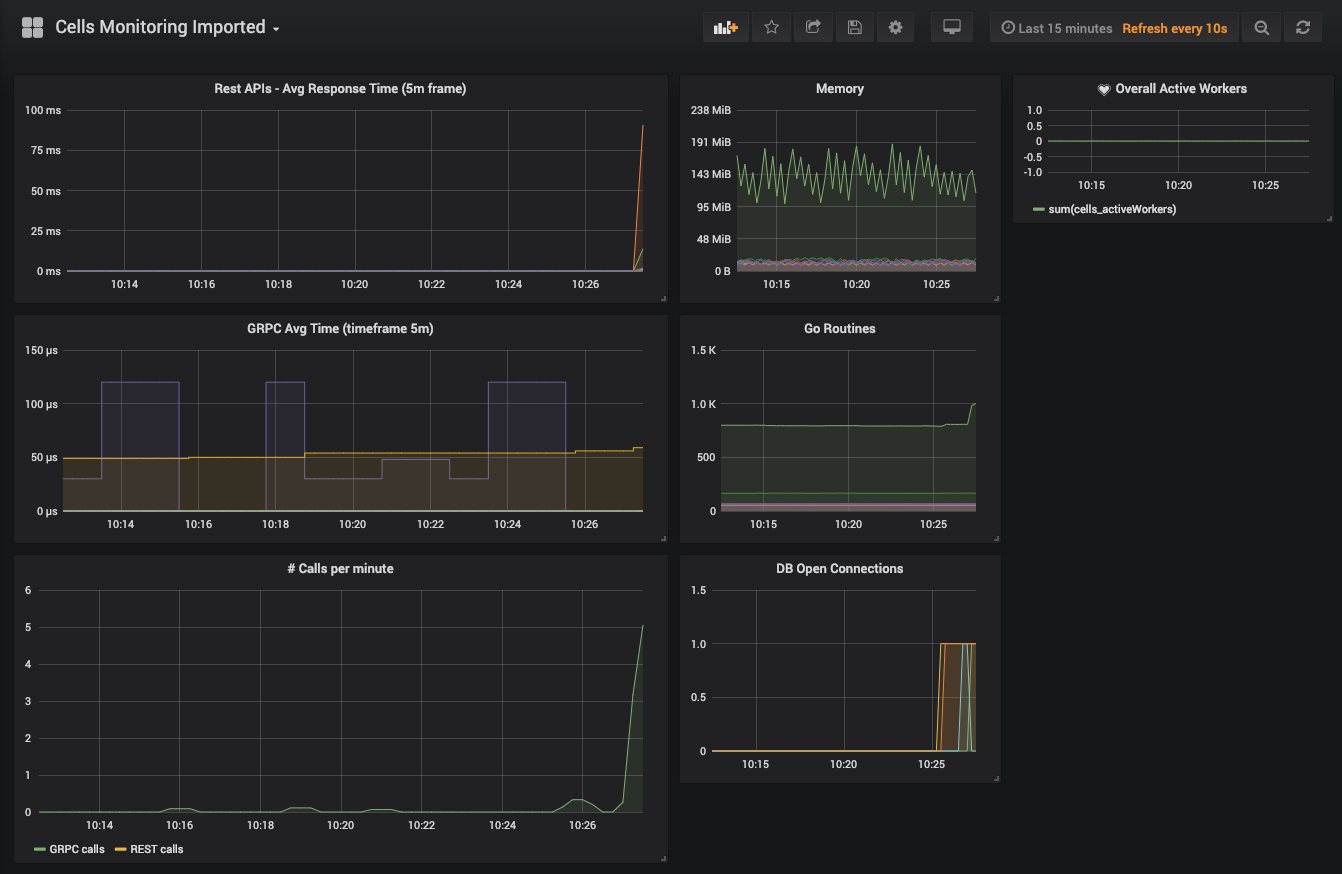 Cells Monitoring Imported
Last 15 minutes Refresh every 10s
Rest APIs - Avg Response Time (5m frame)
100 ms
75 ms
50 ms
25 ms
0 ms
10:14 10:16 10:18 10:20 10:22 10:24 10:26
Memory
238 MiB
191 MiB
143 MiB
95 MiB
48 MiB
0 B
10:15 10:20 10:25
Overall Active Workers
1.0
0.5
0
-0.5
-1.0
10:15 10:20 10:25
sum(cells_activeWorkers)
GRPC Avg Time (timeframe 5m)
150 µs
100 µs
50 µs
0 µs
10:14 10:16 10:18 10:20 10:22 10:24 10:26
Go Routines
1.5 K
1.0 K
500
0
10:15 10:20 10:25
# Calls per minute
6
5
4
3
2
1
0
10:14 10:16 10:18 10:20 10:22 10:24 10:26
GRPC calls REST calls
DB Open Connections
1.5
1.0
0.5
0
10:15 10:20 10:25